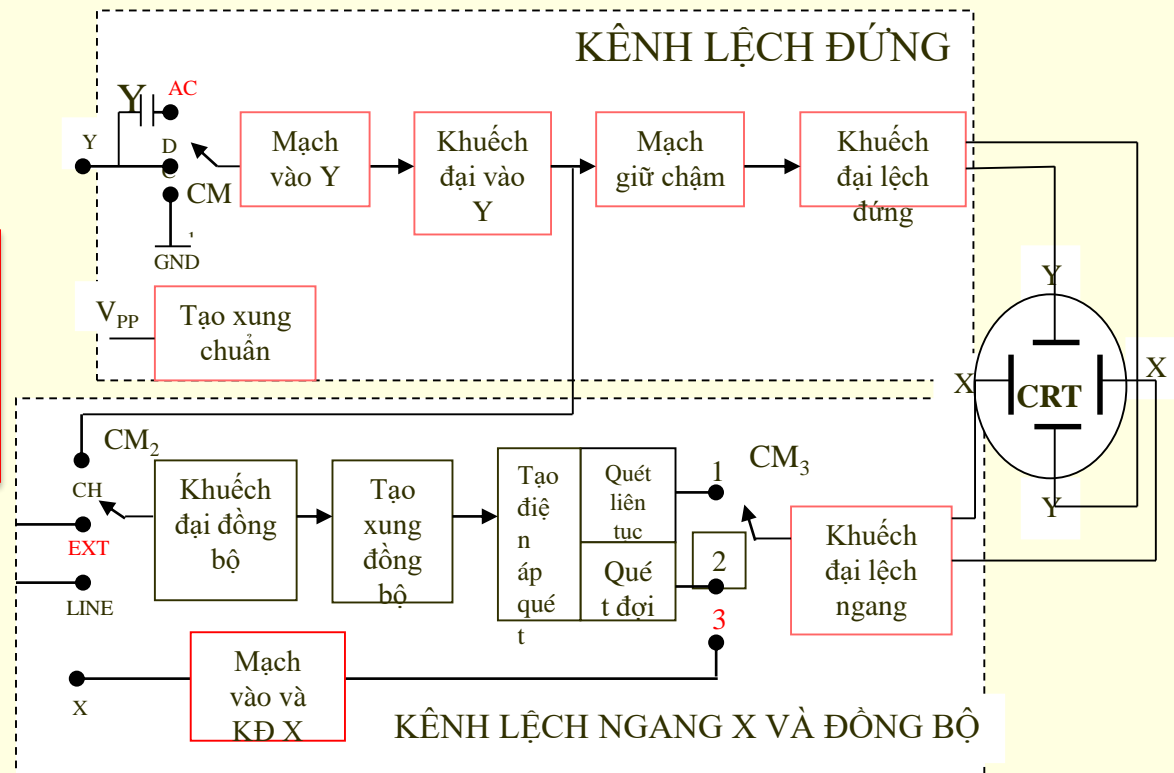 KÊNH LỆCH ĐỨNG
Y
AC
Y
D
C
CM
GND
Mạch
vào Y
Khuếch
đại vào
Y
Mạch
giữ chậm
Khuếch
đại lệch
đứng
V_PP
Tạo xung
chuẩn
Y
X
X
CRT
Y
CM₂
CH
EXT
LINE
Khuếch
đại đồng
bộ
Tạo
xung
đồng
bộ
Tạo
điệ
n
áp
qué
t
Quét
liên
tục
Qué
t đợi
1
2
3
CM₃
Khuếch
đại lệch
ngang
X
Mạch
vào và
KĐ X
KÊNH LỆCH NGANG X VÀ ĐỒNG BỘ